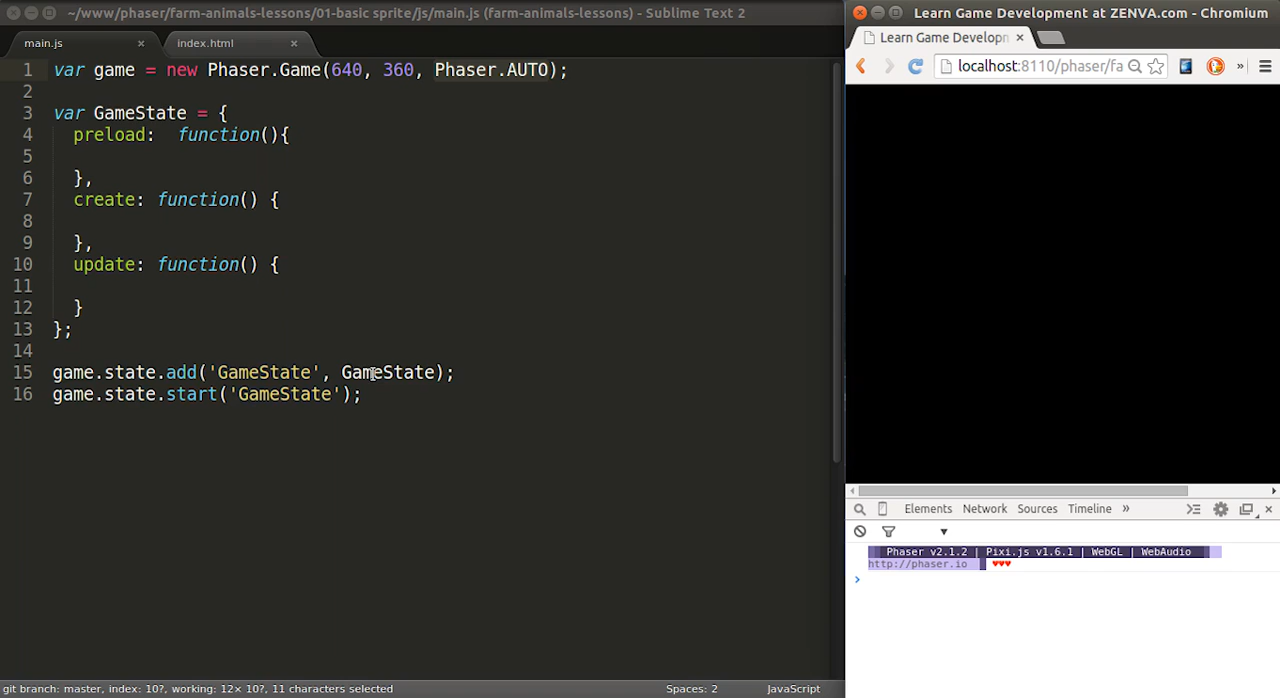 ~/www/phaser/farm-animals-lessons/01-basic sprite/js/main.js (farm-animals-lessons) - Sublime Text 2
main.js × index.html ×
1 var game = new Phaser.Game(640, 360, Phaser.AUTO);
2
3 var GameState = {
4 preload:  function(){
5
6 },
7 create: function() {
8
9 },
10 update: function() {
11
12 }
13 };
14
15 game.state.add('GameState', GameState);
16 game.state.start('GameState');
git branch: master, index: 10?, working: 12× 10?, 11 characters selected
Spaces: 2
JavaScript
Learn Game Development at ZENVA.com - Chromium
Learn Game Developm ×
localhost:8110/phaser/fa
Elements Network Sources Timeline »
Phaser v2.1.2 | Pixi.js v1.6.1 | WebGL | WebAudio
http://phaser.io ♥♥♥
>